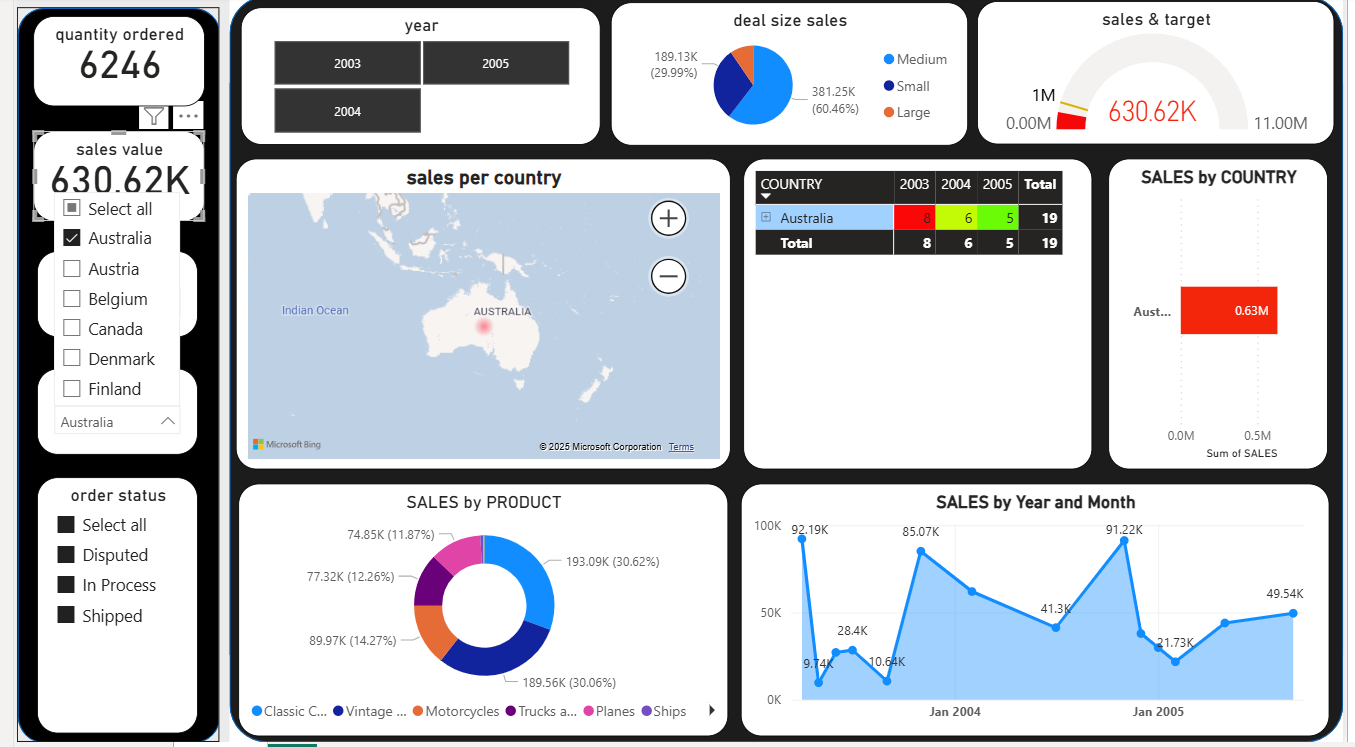 quantity ordered
6246
sales value
630.62K
Select all
Australia
Austria
Belgium
Canada
Denmark
Finland
Australia
order status
Select all
Disputed
In Process
Shipped
year
2003
2005
2004
deal size sales
189.13K
(29.99%)
381.25K
(60.46%)
Medium
Small
Large
sales & target
1M
0.00M
630.62K
11.00M
sales per country
Indian Ocean
AUSTRALIA
Microsoft Bing
© 2025 Microsoft Corporation Terms
COUNTRY 2003 2004 2005 Total
Australia 8 6 5 19
Total 8 6 5 19
SALES by COUNTRY
Aust...
0.63M
0.0M 0.5M
Sum of SALES
SALES by PRODUCT
74.85K (11.87%)
193.09K (30.62%)
77.32K (12.26%)
89.97K (14.27%)
189.56K (30.06%)
Classic C... Vintage ... Motorcycles Trucks a... Planes Ships
SALES by Year and Month
100K
50K
0K
92.19K
9.74K
28.4K
10.64K
85.07K
41.3K
91.22K
21.73K
49.54K
Jan 2004 Jan 2005